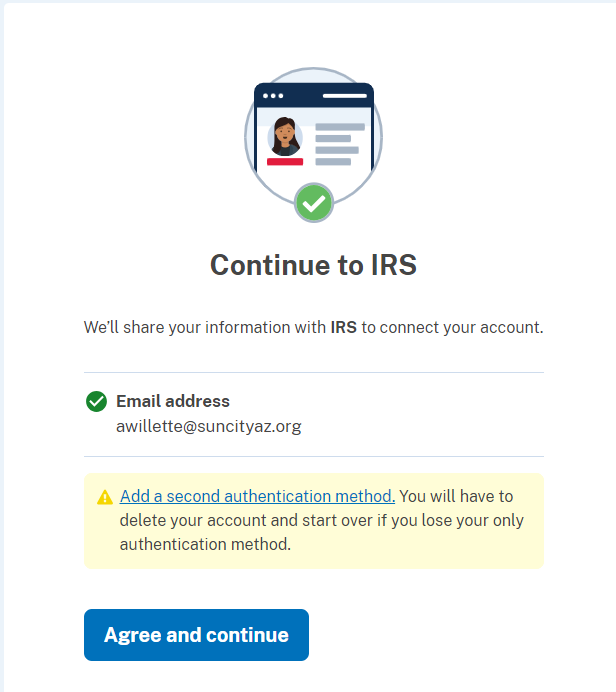 Continue to IRS
We'll share your information with IRS to connect your account.
Email address
awillette@suncityaz.org
Add a second authentication method. You will have to
delete your account and start over if you lose your only
authentication method.
Agree and continue